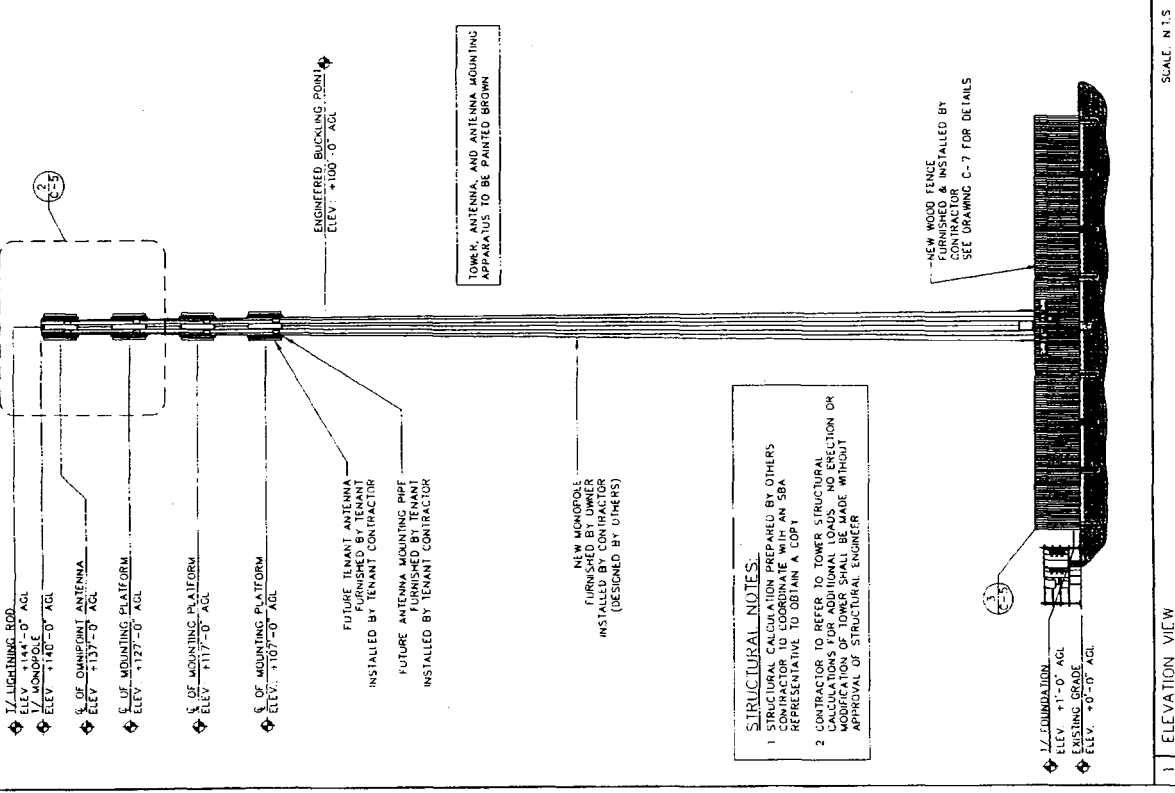 T/ LIGHTNING ROD
ELEV. +144'-0" AGL
T/ MONOPOLE
ELEV. +140'-0" AGL
℄ OF OMNIPOINT ANTENNA
ELEV +137'-0" AGL
℄ OF MOUNTING PLATFORM
ELEV. +127'-0" AGL
℄ OF MOUNTING PLATFORM
ELEV. +117'-0" AGL
℄ OF MOUNTING PLATFORM
ELEV. +107'-0" AGL
2
C-5
ENGINEERED BUCKLING POINT
ELEV: +100'-0" AGL
TOWER, ANTENNA, AND ANTENNA MOUNTING
APPARATUS TO BE PAINTED BROWN.
FUTURE TENANT ANTENNA
FURNISHED BY TENANT
INSTALLED BY TENANT CONTRACTOR
FUTURE ANTENNA MOUNTING PIPE
FURNISHED BY TENANT
INSTALLED BY TENANT CONTRACTOR
NEW MONOPOLE
FURNISHED BY OWNER
INSTALLED BY CONTRACTOR
(DESIGNED BY OTHERS)
NEW WOOD FENCE
FURNISHED & INSTALLED BY
CONTRACTOR
SEE DRAWING C-7 FOR DETAILS
STRUCTURAL NOTES:
1 STRUCTURAL CALCULATION PREPARED BY OTHERS
CONTRACTOR TO COORDINATE WITH AN SBA
REPRESENTATIVE TO OBTAIN A COPY
2 CONTRACTOR TO REFER TO TOWER STRUCTURAL
CALCULATIONS FOR ADDITIONAL LOADS. NO ERECTION OR
MODIFICATION OF TOWER SHALL BE MADE WITHOUT
APPROVAL OF STRUCTURAL ENGINEER
3
C-5
T/ FOUNDATION
ELEV. +1'-0" AGL
EXISTING GRADE
ELEV. +0'-0" AGL
1 ELEVATION VIEW
SCALE: N.T.S